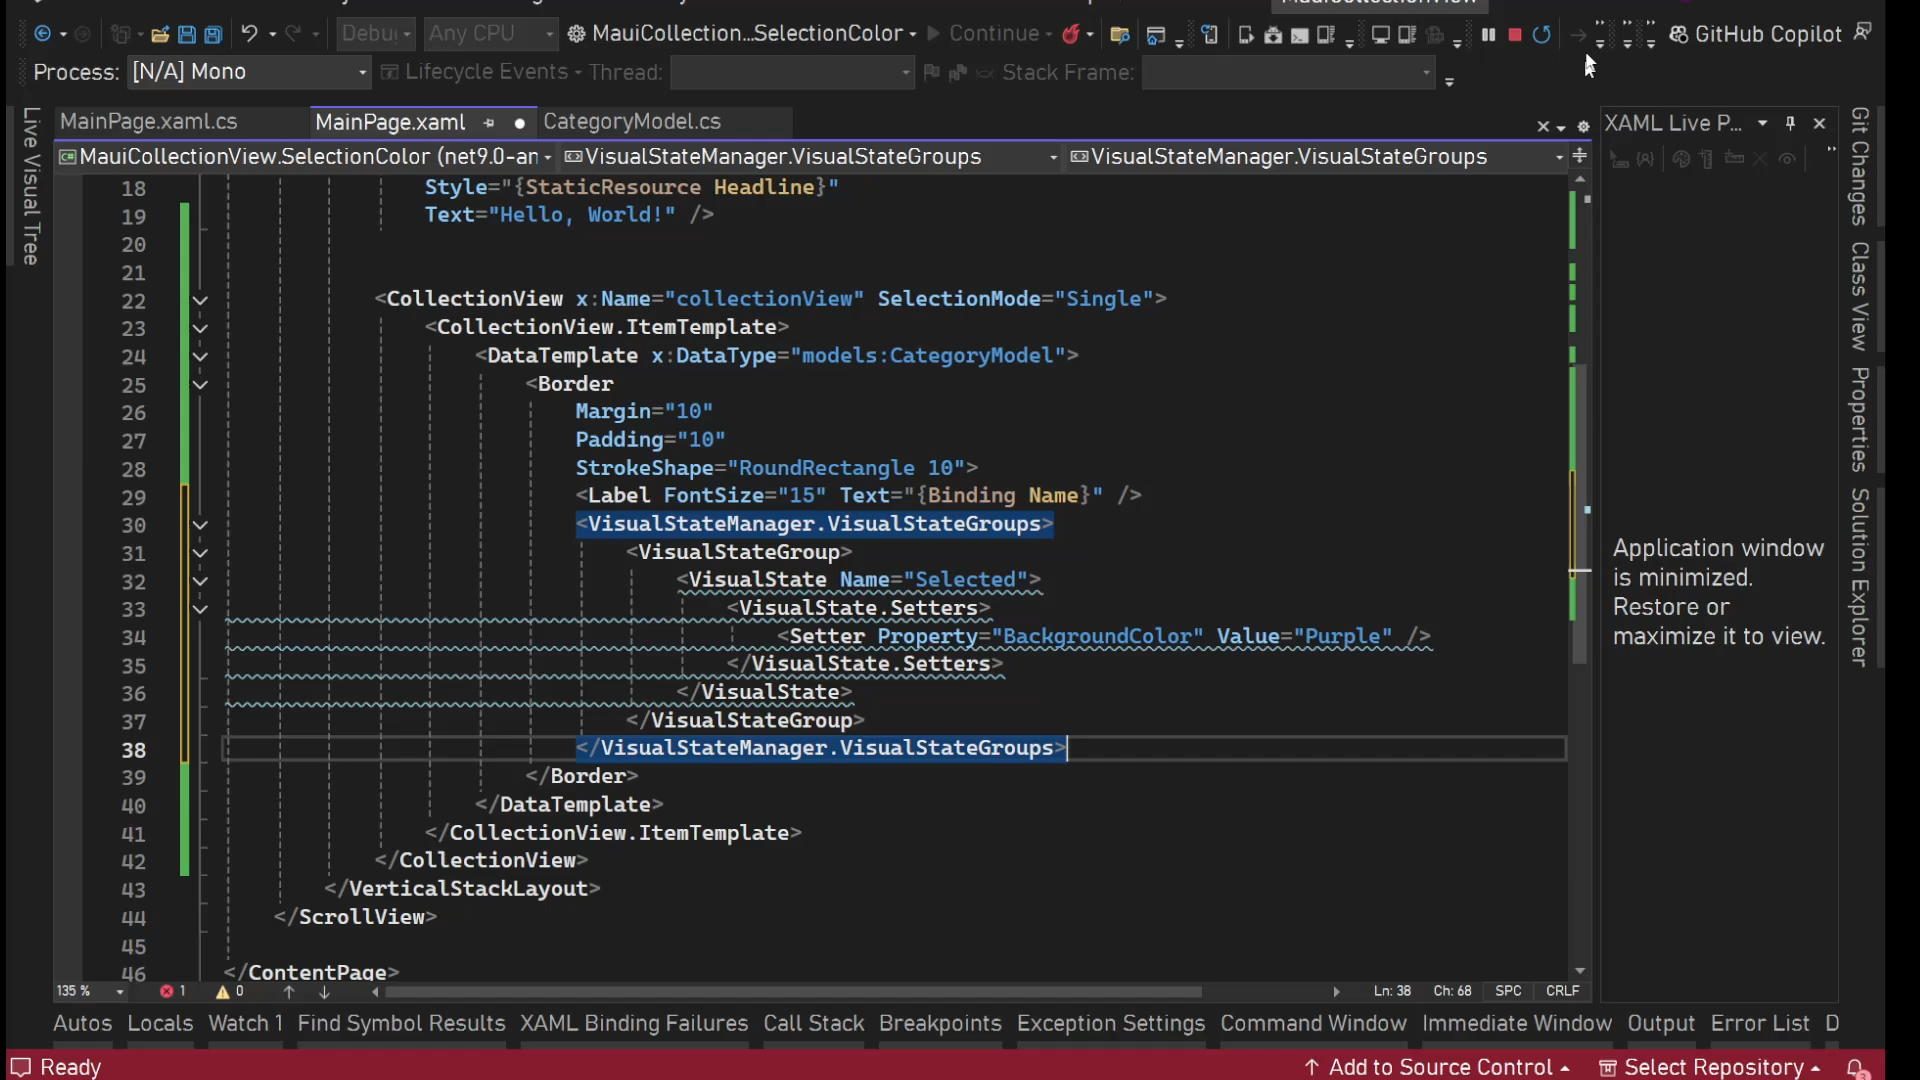 Debug Any CPU MauiCollection...SelectionColor Continue GitHub Copilot
Process: [N/A] Mono Lifecycle Events Thread: Stack Frame:
MainPage.xaml.cs MainPage.xaml CategoryModel.cs XAML Live P...
MauiCollectionView.SelectionColor (net9.0-an VisualStateManager.VisualStateGroups VisualStateManager.VisualStateGroups
Live Visual Tree
18 Style="{StaticResource Headline}"
19 Text="Hello, World!" />
20
21
22 <CollectionView x:Name="collectionView" SelectionMode="Single">
23 <CollectionView.ItemTemplate>
24 <DataTemplate x:DataType="models:CategoryModel">
25 <Border
26 Margin="10"
27 Padding="10"
28 StrokeShape="RoundRectangle 10">
29 <Label FontSize="15" Text="{Binding Name}" />
30 <VisualStateManager.VisualStateGroups>
31 <VisualStateGroup>
32 <VisualState Name="Selected">
33 <VisualState.Setters>
34 <Setter Property="BackgroundColor" Value="Purple" />
35 </VisualState.Setters>
36 </VisualState>
37 </VisualStateGroup>
38 </VisualStateManager.VisualStateGroups>
39 </Border>
40 </DataTemplate>
41 </CollectionView.ItemTemplate>
42 </CollectionView>
43 </VerticalStackLayout>
44 </ScrollView>
45
46 </ContentPage>
Application window
is minimized.
Restore or
maximize it to view.
Git Changes
Class View
Properties
Solution Explorer
135 % 1 0 Ln: 38 Ch: 68 SPC CRLF
Autos Locals Watch 1 Find Symbol Results XAML Binding Failures Call Stack Breakpoints Exception Settings Command Window Immediate Window Output Error List D
Ready Add to Source Control Select Repository 3